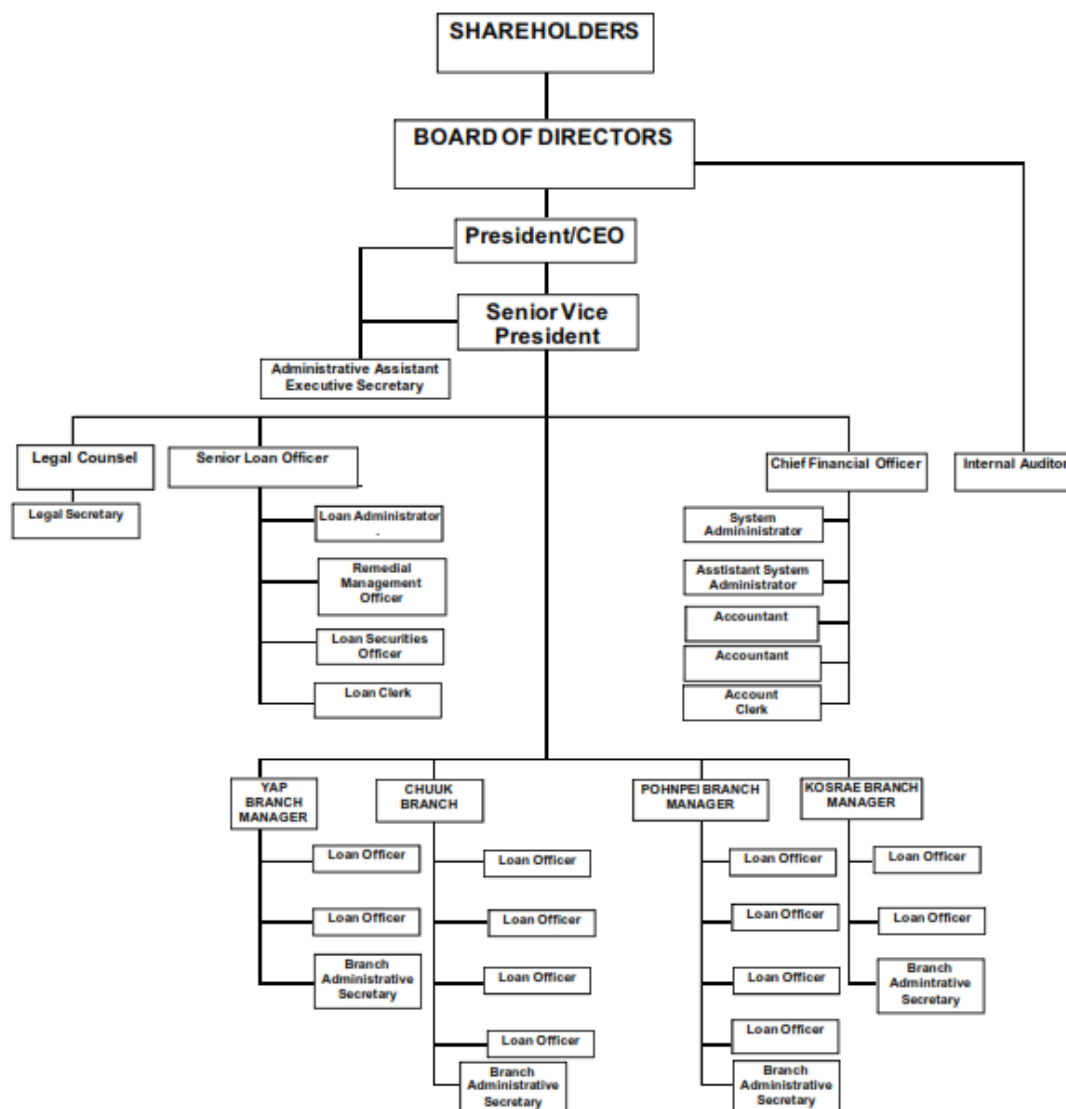 SHAREHOLDERS
BOARD OF DIRECTORS
President/CEO
Senior Vice
President
Administrative Assistant
Executive Secretary
Legal Counsel
Senior Loan Officer
Chief Financial Officer
Internal Auditor
Legal Secretary
Loan Administrator
Remedial
Management
Officer
Loan Securities
Officer
Loan Clerk
System
Admininistrator
Asstistant System
Administrator
Accountant
Accountant
Account
Clerk
YAP
BRANCH
MANAGER
CHUUK
BRANCH
POHNPEI BRANCH
MANAGER
KOSRAE BRANCH
MANAGER
Loan Officer
Loan Officer
Branch
Administrative
Secretary
Loan Officer
Loan Officer
Loan Officer
Loan Officer
Branch
Administrative
Secretary
Loan Officer
Loan Officer
Loan Officer
Loan Officer
Branch
Administrative
Secretary
Loan Officer
Loan Officer
Branch
Admintrative
Secretary